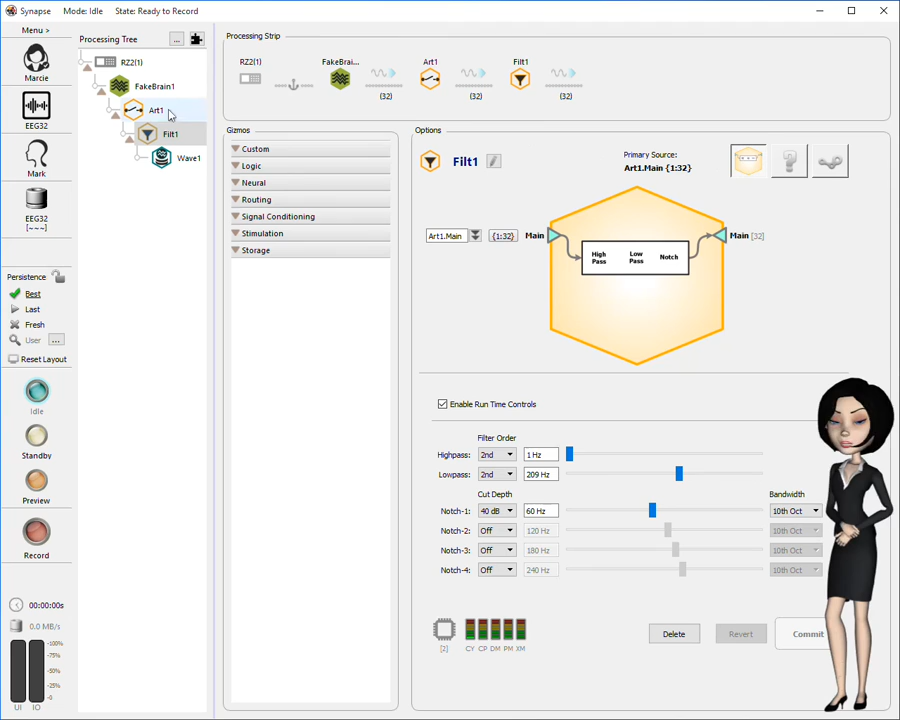 Synapse Mode: Idle State: Ready to Record
Menu >
Marcie
EEG32
Mark
EEG32
[~~~]
Persistence
Best
Last
Fresh
User ...
Reset Layout
Idle
Standby
Preview
Record
00:00:00s
0.0 MB/s
-100%
-75%
-50%
-25%
-0
UI IO
Processing Tree ...
RZ2(1)
FakeBrain1
Art1
Filt1
Wave1
Processing Strip
RZ2(1) FakeBrai... Art1 Filt1
(32) (32) (32)
Gizmos
Custom
Logic
Neural
Routing
Signal Conditioning
Stimulation
Storage
Options
Filt1
Primary Source:
Art1.Main {1:32}
Art1.Main {1:32} Main
High Pass
Low Pass
Notch
Main [32]
Enable Run Time Controls
Filter Order
Highpass: 2nd 1 Hz
Lowpass: 2nd 209 Hz
Cut Depth Bandwidth
Notch-1: 40 dB 60 Hz 10th Oct
Notch-2: Off 120 Hz 10th Oct
Notch-3: Off 180 Hz 10th Oct
Notch-4: Off 240 Hz 10th Oct
[2] CY CP DM PM XM
Delete Revert Commit